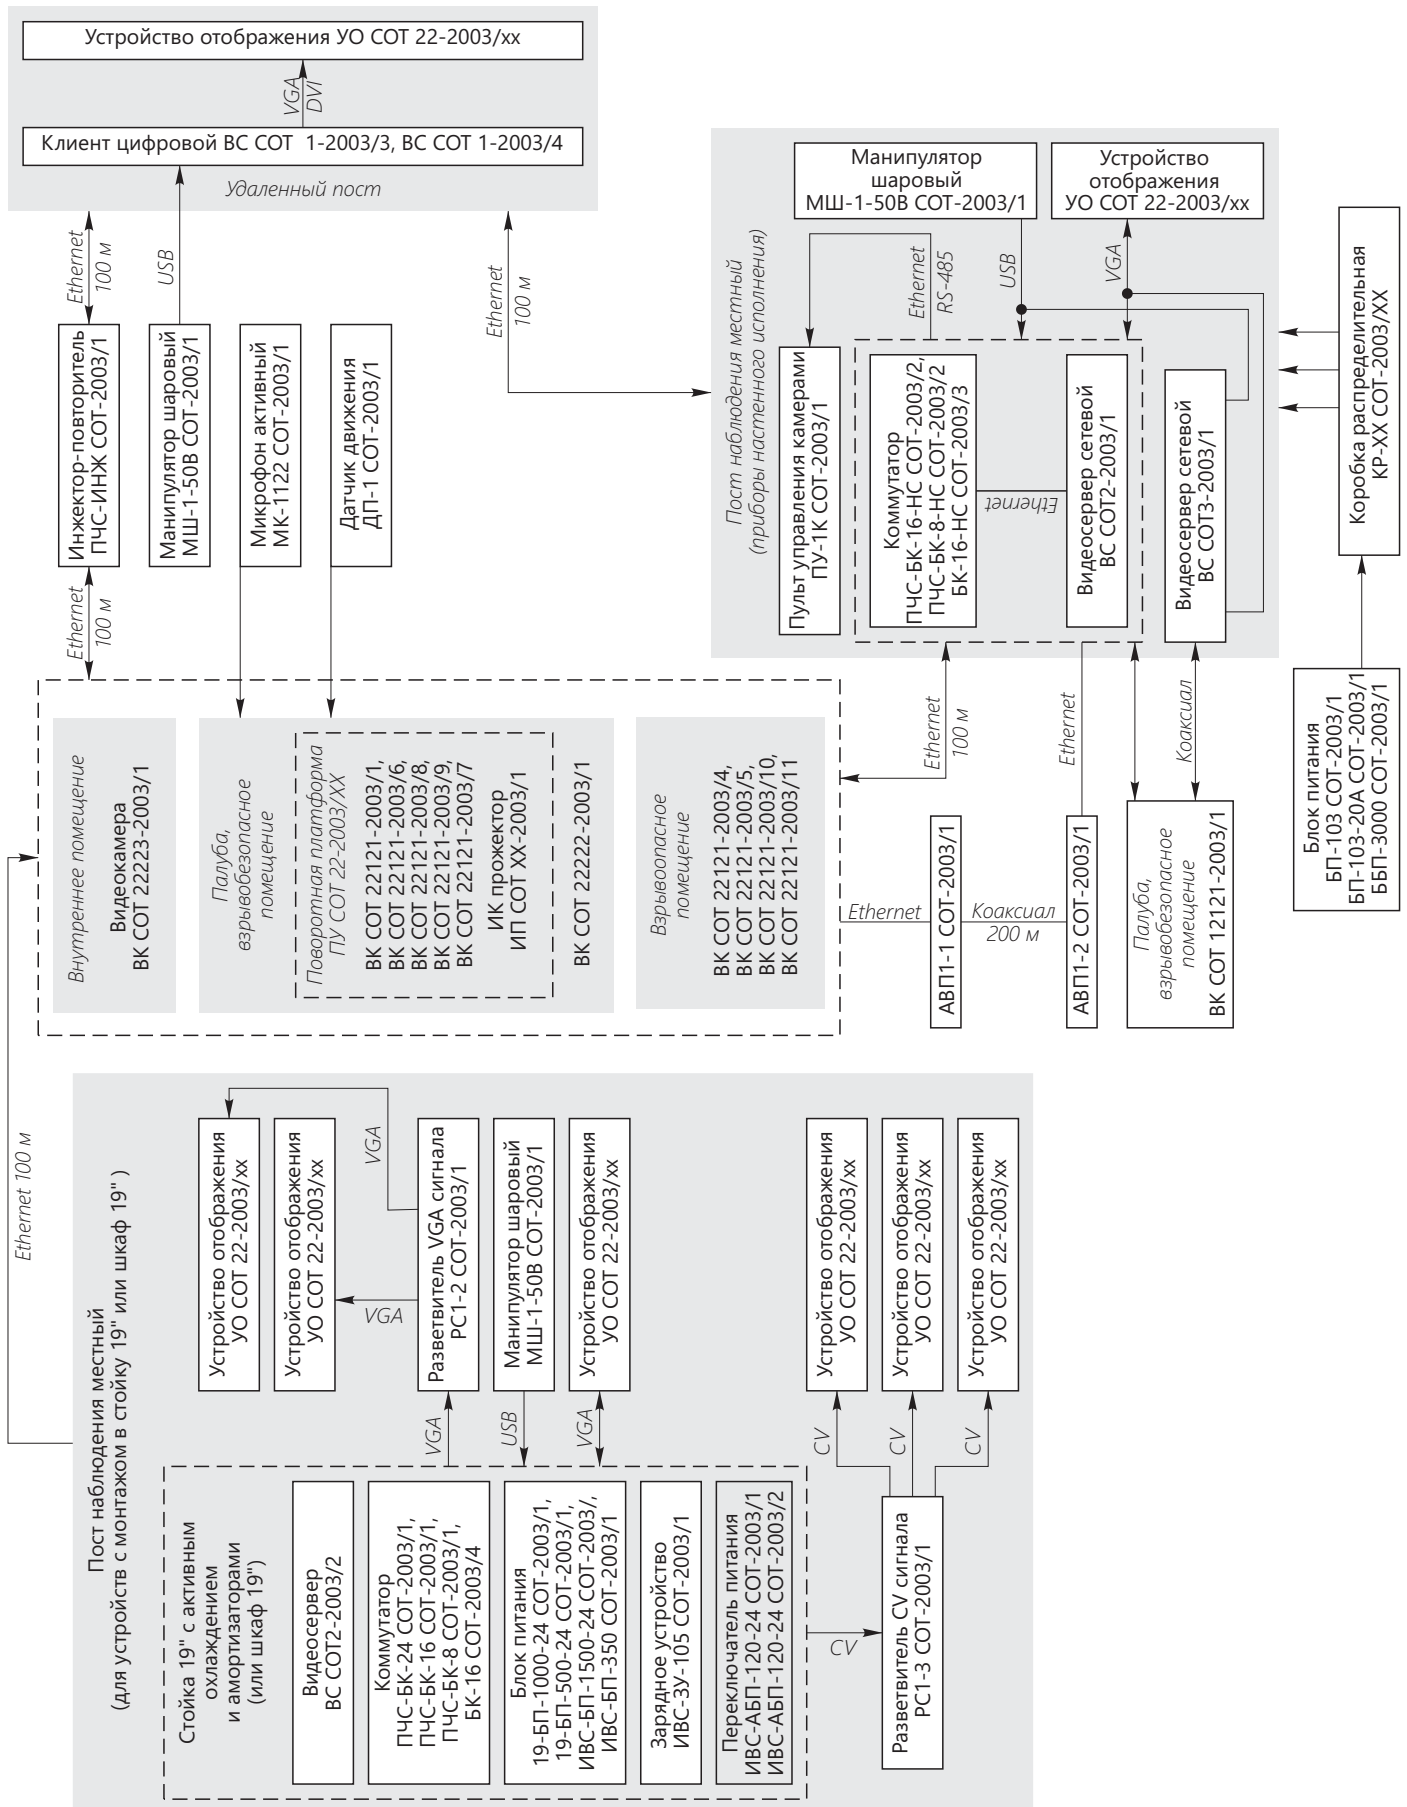 Устройство отображения УО СОТ 22-2003/xx
VGA
DVI
Клиент цифровой ВС СОТ  1-2003/3, ВС СОТ 1-2003/4
Удаленный пост
Ethernet
100 м
USB
Ethernet
100 м
Инжектор-повторитель
ПЧС-ИНЖ СОТ-2003/1
Манипулятор шаровый
МШ-1-50В СОТ-2003/1
Микрофон активный
МК-1122 СОТ-2003/1
Датчик движения
ДП-1 СОТ-2003/1
Ethernet
100 м
Пост наблюдения местный
(приборы настенного исполнения)
Манипулятор
шаровый
МШ-1-50В СОТ-2003/1
Устройство
отображения
УО СОТ 22-2003/xx
Ethernet
RS-485
USB
VGA
Пульт управления камерами
ПУ-1К СОТ-2003/1
Коммутатор
ПЧС-БК-16-НС СОТ-2003/2,
ПЧС-БК-8-НС СОТ-2003/2
БК-16-НС СОТ-2003/3
Ethernet
Видеосервер сетевой
ВС СОТ2-2003/1
Видеосервер сетевой
ВС СОТ3-2003/1
Коробка распределительная
КР-ХХ СОТ-2003/ХХ
Блок питания
БП-103 СОТ-2003/1
БП-103-20А СОТ-2003/1
ББП-3000 СОТ-2003/1
Внутреннее помещение
Видеокамера
ВК СОТ 22223-2003/1
Палуба,
взрывобезопасное
помещение
Поворотная платформа
ПУ СОТ 22-2003/ХХ
ВК СОТ 22121-2003/1,
ВК СОТ 22121-2003/6,
ВК СОТ 22121-2003/8,
ВК СОТ 22121-2003/9,
ВК СОТ 22121-2003/7
ИК прожектор
ИП СОТ ХХ-2003/1
ВК СОТ 22222-2003/1
Взрывоопасное
помещение
ВК СОТ 22121-2003/4,
ВК СОТ 22121-2003/5,
ВК СОТ 22121-2003/10,
ВК СОТ 22121-2003/11
Ethernet
100 м
Ethernet
Коаксиал
Ethernet
АВП1-1 СОТ-2003/1
Коаксиал
200 м
АВП1-2 СОТ-2003/1
Палуба,
взрывобезопасное
помещение
ВК СОТ 12121-2003/1
Ethernet 100 м
Пост наблюдения местный
(для устройств с монтажом в стойку 19" или шкаф 19" )
Устройство отображения
УО СОТ 22-2003/xx
Устройство отображения
УО СОТ 22-2003/xx
VGA
VGA
Разветвитель VGA сигнала
РС1-2 СОТ-2003/1
Манипулятор шаровый
МШ-1-50В СОТ-2003/1
Устройство отображения
УО СОТ 22-2003/xx
VGA
USB
VGA
Устройство отображения
УО СОТ 22-2003/xx
Устройство отображения
УО СОТ 22-2003/xx
Устройство отображения
УО СОТ 22-2003/xx
CV
CV
CV
Стойка 19" с активным
охлаждением
и амортизаторами
(или шкаф 19")
Видеосервер
ВС СОТ2-2003/2
Коммутатор
ПЧС-БК-24 СОТ-2003/1,
ПЧС-БК-16 СОТ-2003/1,
ПЧС-БК-8 СОТ-2003/1,
БК-16 СОТ-2003/4
Блок питания
19-БП-1000-24 СОТ-2003/1,
19-БП-500-24 СОТ-2003/1,
ИВС-БП-1500-24 СОТ-2003/,
ИВС-БП-350 СОТ-2003/1
Зарядное устройство
ИВС-ЗУ-105 СОТ-2003/1
Переключатель питания
ИВС-АБП-120-24 СОТ-2003/1
ИВС-АБП-120-24 СОТ-2003/2
CV
Разветвитель CV сигнала
РС1-3 СОТ-2003/1